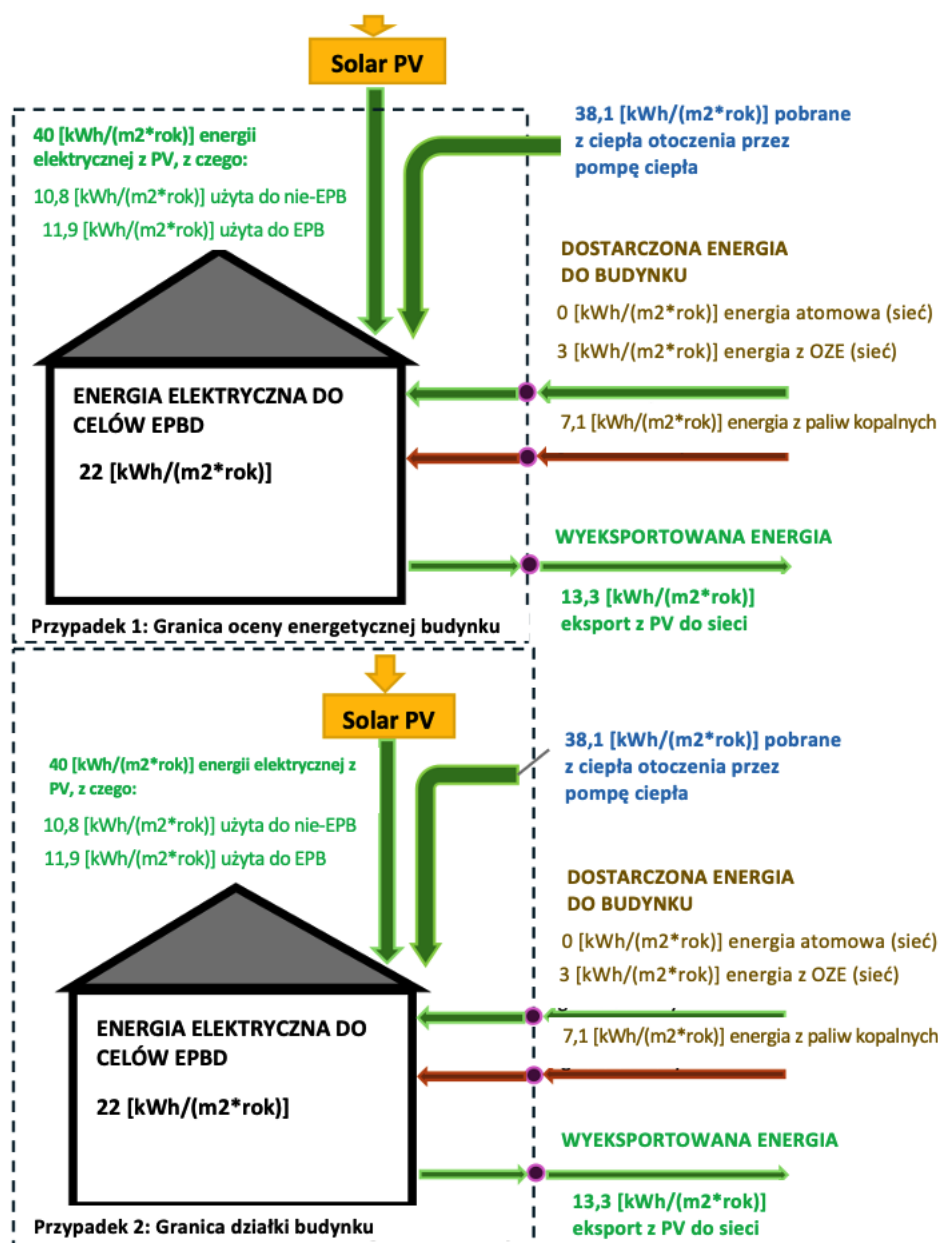 Solar PV
40 [kWh/(m2*rok)] energii
elektrycznej z PV, z czego:
10,8 [kWh/(m2*rok)] użyta do nie-EPB
11,9 [kWh/(m2*rok)] użyta do EPB
38,1 [kWh/(m2*rok)] pobrane
z ciepła otoczenia przez
pompę ciepła
DOSTARCZONA ENERGIA
DO BUDYNKU
0 [kWh/(m2*rok)] energia atomowa (sieć)
3 [kWh/(m2*rok)] energia z OZE (sieć)
7,1 [kWh/(m2*rok)] energia z paliw kopalnych
ENERGIA ELEKTRYCZNA DO
CELÓW EPBD
22 [kWh/(m2*rok)]
WYEKSPORTOWANA ENERGIA
13,3 [kWh/(m2*rok)]
eksport z PV do sieci
Przypadek 1: Granica oceny energetycznej budynku
Solar PV
40 [kWh/(m2*rok)] energii elektrycznej z
PV, z czego:
10,8 [kWh/(m2*rok)] użyta do nie-EPB
11,9 [kWh/(m2*rok)] użyta do EPB
38,1 [kWh/(m2*rok)] pobrane
z ciepła otoczenia przez
pompę ciepła
DOSTARCZONA ENERGIA
DO BUDYNKU
0 [kWh/(m2*rok)] energia atomowa (sieć)
3 [kWh/(m2*rok)] energia z OZE (sieć)
7,1 [kWh/(m2*rok)] energia z paliw kopalnych
ENERGIA ELEKTRYCZNA DO
CELÓW EPBD
22 [kWh/(m2*rok)]
WYEKSPORTOWANA ENERGIA
13,3 [kWh/(m2*rok)]
eksport z PV do sieci
Przypadek 2: Granica działki budynku